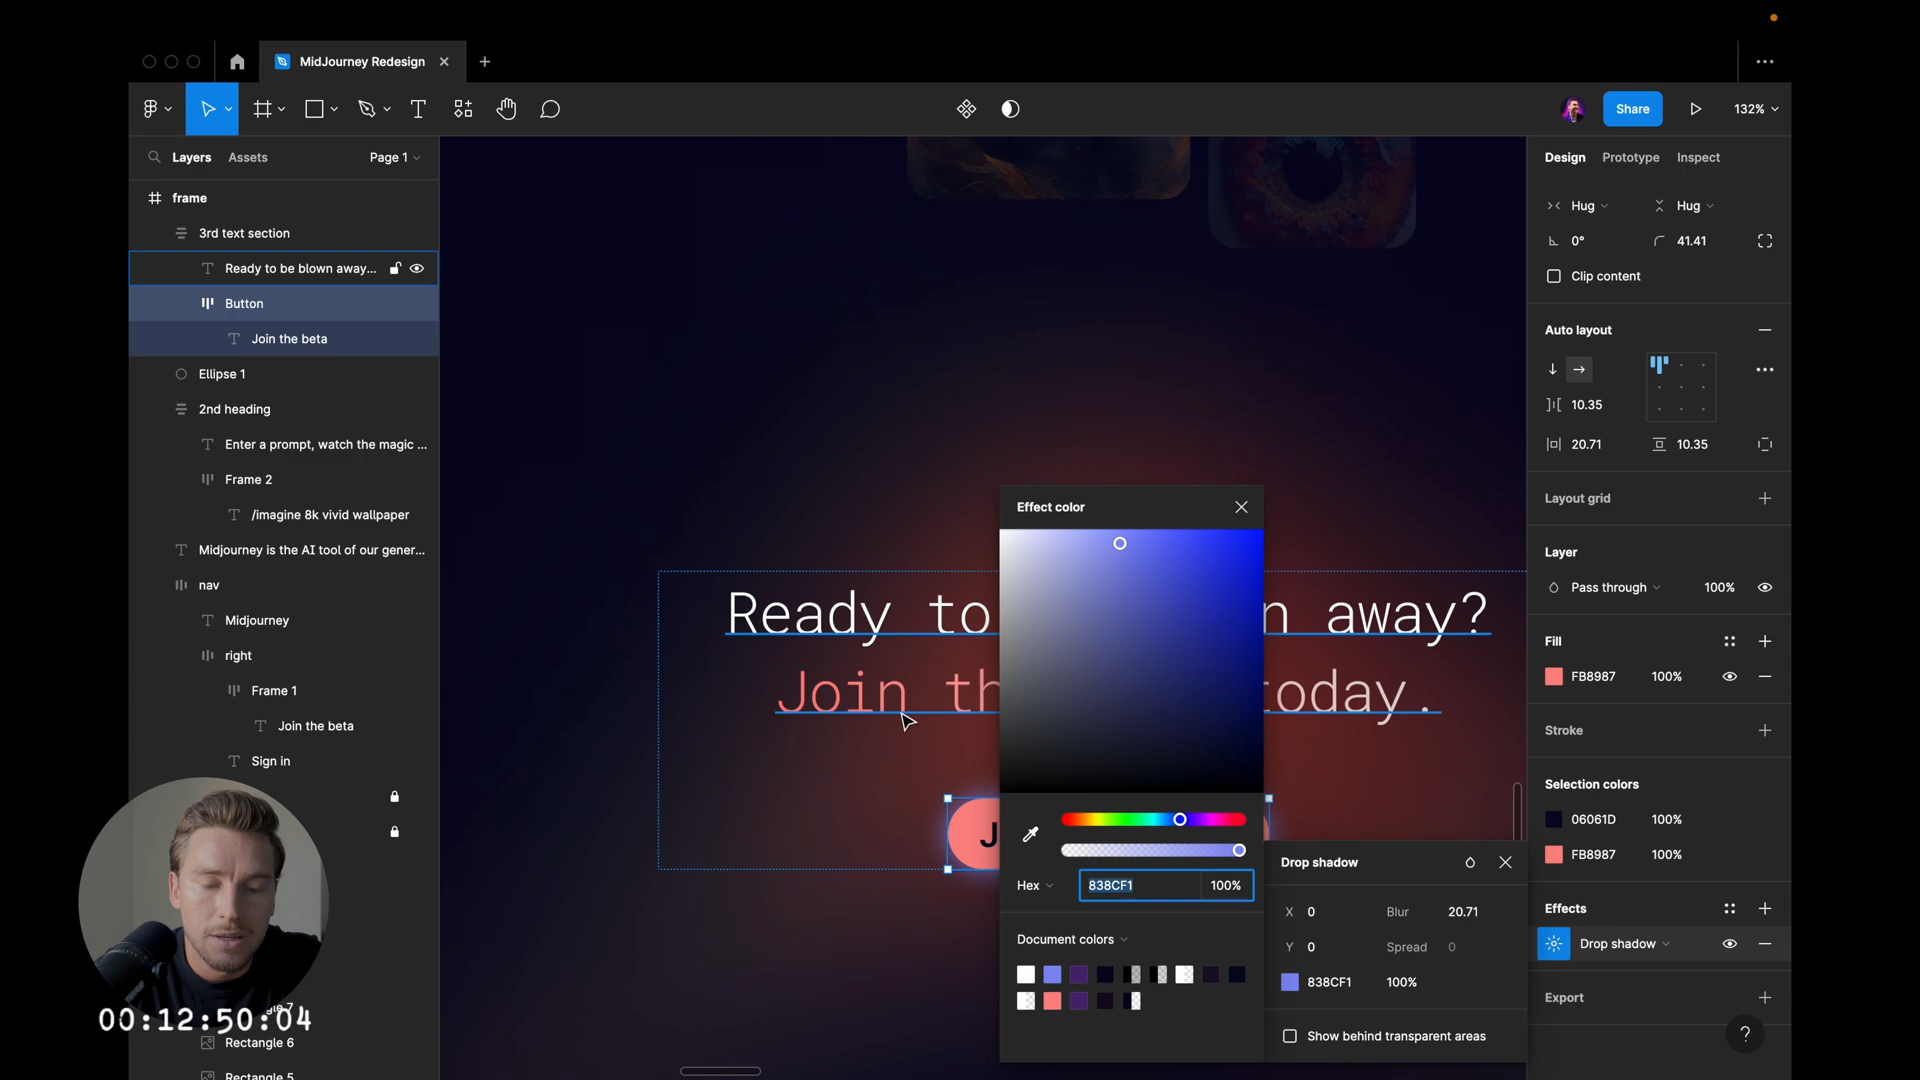 MidJourney Redesign
Share
132%
Layers
Assets
Page 1
frame
3rd text section
Ready to be blown away...
Button
Join the beta
Ellipse 1
2nd heading
Enter a prompt, watch the magic ...
Frame 2
/imagine 8k vivid wallpaper
Midjourney is the AI tool of our gener...
nav
Midjourney
right
Frame 1
Join the beta
Sign in
00:12:50:04
Rectangle 6
Rectangle 5
Ready to
n away?
Join th
today.
J
Effect color
Hex
838CF1
100%
Document colors
Drop shadow
X
0
Blur
20.71
Y
0
Spread
0
838CF1
100%
Show behind transparent areas
Design
Prototype
Inspect
Hug
Hug
0°
41.41
Clip content
Auto layout
10.35
20.71
10.35
Layout grid
Layer
Pass through
100%
Fill
FB8987
100%
Stroke
Selection colors
06061D
100%
FB8987
100%
Effects
Drop shadow
Export
?